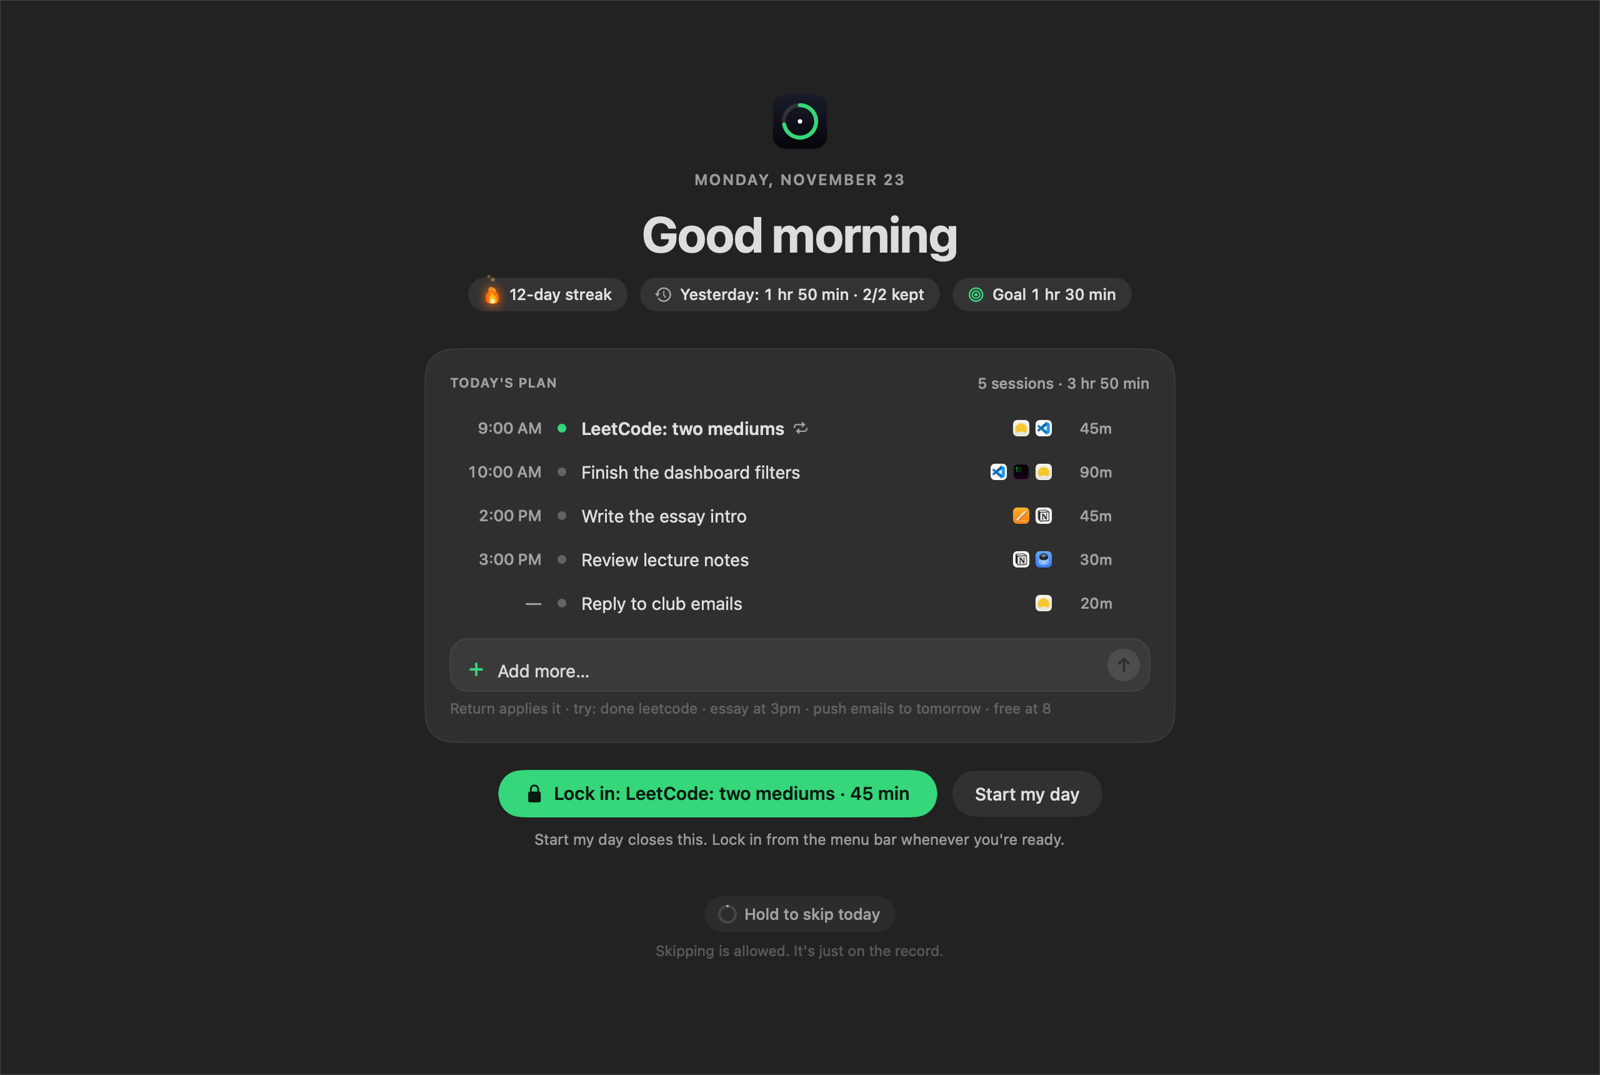 MONDAY, NOVEMBER 23
Good morning
12-day streak
Yesterday: 1 hr 50 min · 2/2 kept
Goal 1 hr 30 min
TODAY'S PLAN
5 sessions · 3 hr 50 min
9:00 AM LeetCode: two mediums 45m
10:00 AM Finish the dashboard filters 90m
2:00 PM Write the essay intro 45m
3:00 PM Review lecture notes 30m
— Reply to club emails 20m
+ Add more...
Return applies it · try: done leetcode · essay at 3pm · push emails to tomorrow · free at 8
Lock in: LeetCode: two mediums · 45 min
Start my day
Start my day closes this. Lock in from the menu bar whenever you're ready.
Hold to skip today
Skipping is allowed. It's just on the record.